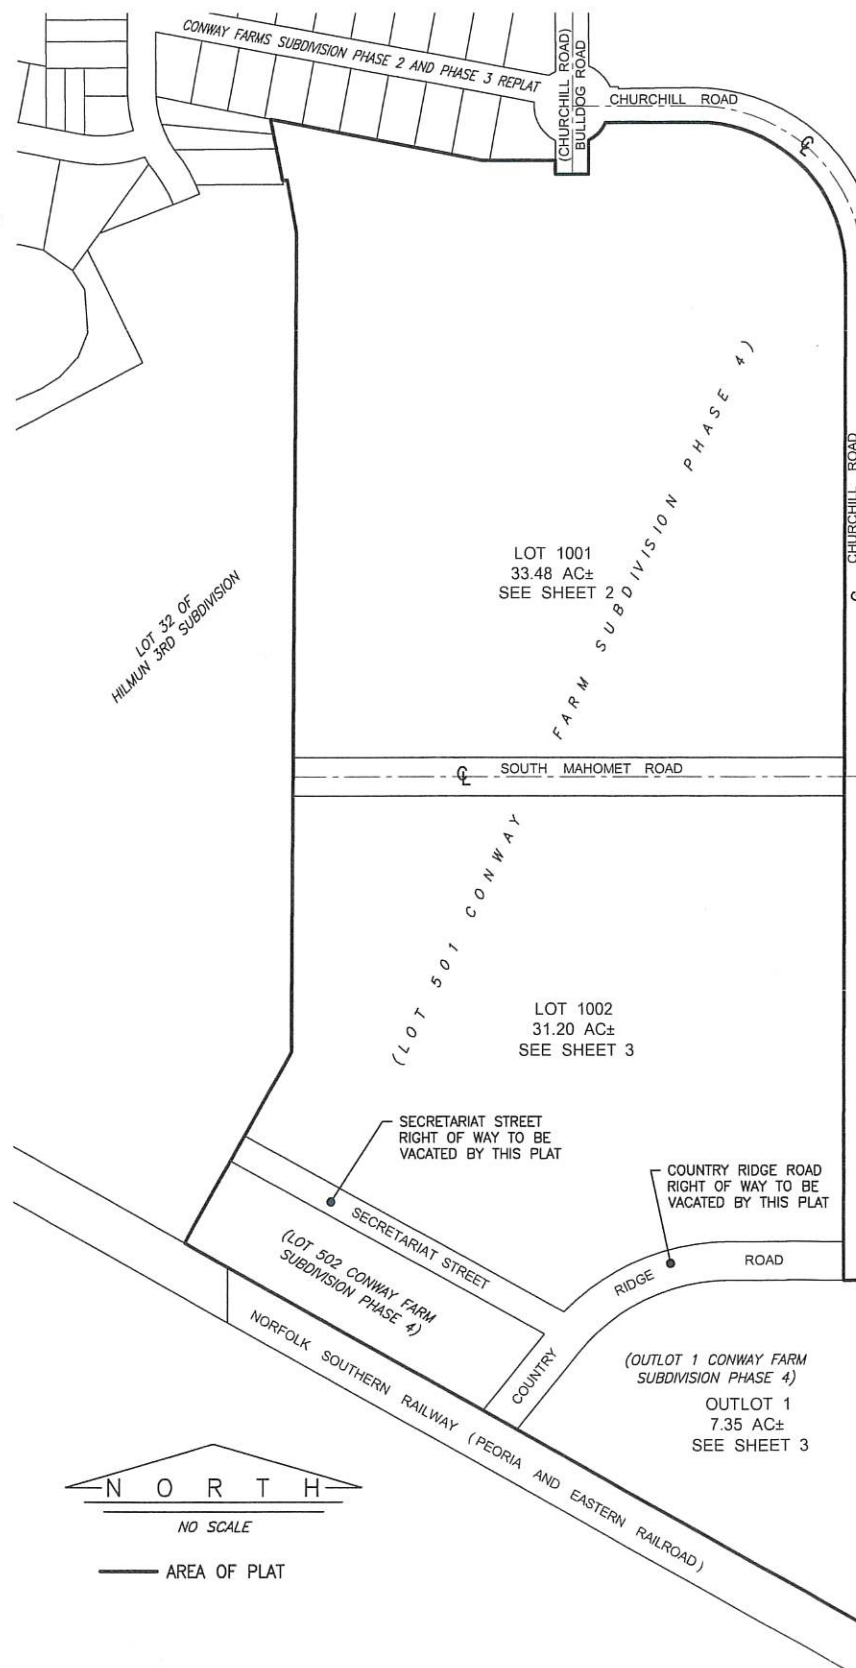 CONWAY FARMS SUBDIVISION PHASE 2 AND PHASE 3 REPLAT
(CHURCHILL ROAD)
BULLDOG ROAD
CHURCHILL ROAD
℄
CHURCHILL ROAD
℄
(LOT 501 CONWAY FARM SUBDIVISION PHASE 4)
LOT 1001
33.48 AC±
SEE SHEET 2
LOT 32 OF
HILMUN 3RD SUBDIVISION
℄
SOUTH MAHOMET ROAD
LOT 1002
31.20 AC±
SEE SHEET 3
SECRETARIAT STREET
RIGHT OF WAY TO BE
VACATED BY THIS PLAT
COUNTRY RIDGE ROAD
RIGHT OF WAY TO BE
VACATED BY THIS PLAT
SECRETARIAT STREET
COUNTRY RIDGE ROAD
(LOT 502 CONWAY FARM
SUBDIVISION PHASE 4)
(OUTLOT 1 CONWAY FARM
SUBDIVISION PHASE 4)
OUTLOT 1
7.35 AC±
SEE SHEET 3
NORFOLK SOUTHERN RAILWAY (PEORIA AND EASTERN RAILROAD)
NORTH
NO SCALE
AREA OF PLAT